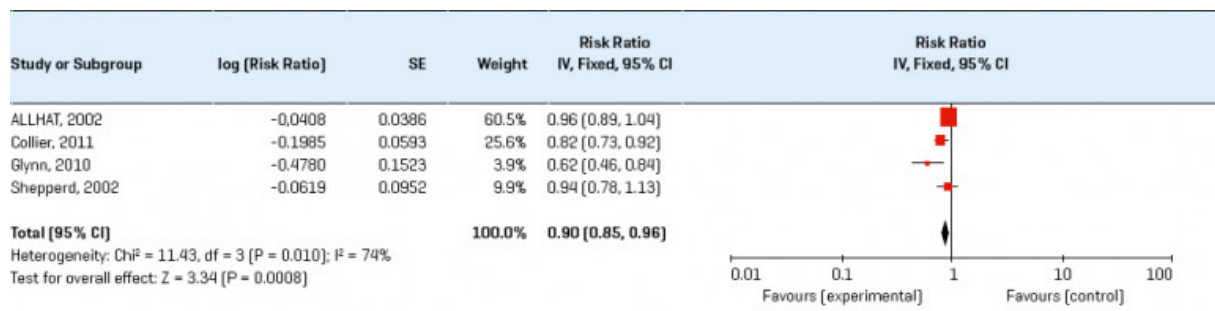 Risk Ratio Risk Ratio
Study or Subgroup log (Risk Ratio) SE Weight IV, Fixed, 95% CI IV, Fixed, 95% CI
ALLHAT, 2002 -0,0408 0.0386 60.5% 0.96 (0.89, 1.04)
Collier, 2011 -0.1985 0.0593 25.6% 0.82 (0.73, 0.92)
Glynn, 2010 -0.4780 0.1523 3.9% 0.62 (0.46, 0.84)
Shepperd, 2002 -0.0619 0.0952 9.9% 0.94 (0.78, 1.13)
Total (95% CI) 100.0% 0.90 (0.85, 0.96)
Heterogeneity: Chi² = 11.43, df = 3 (P = 0.010); I² = 74%
Test for overall effect: Z = 3.34 (P = 0.0008)
0.01 0.1 1 10 100
Favours (experimental) Favours (control)